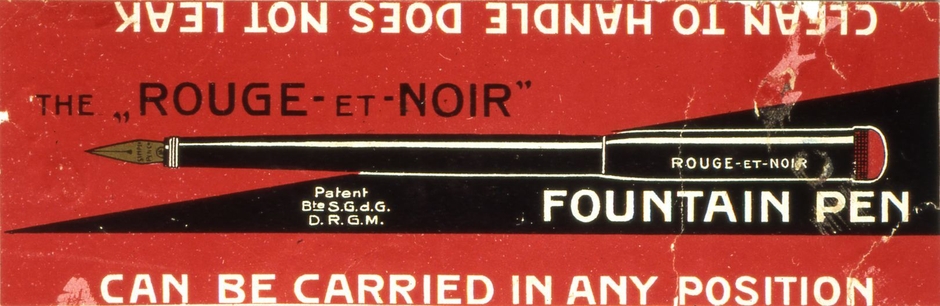 CLEAN TO HANDLE DOES NOT LEAK
THE „ROUGE-ET-NOIR”
ROUGE-ET-NOIR
Patent
Bte S.G.d.G.
D.R.G.M.
FOUNTAIN PEN
CAN BE CARRIED IN ANY POSITION